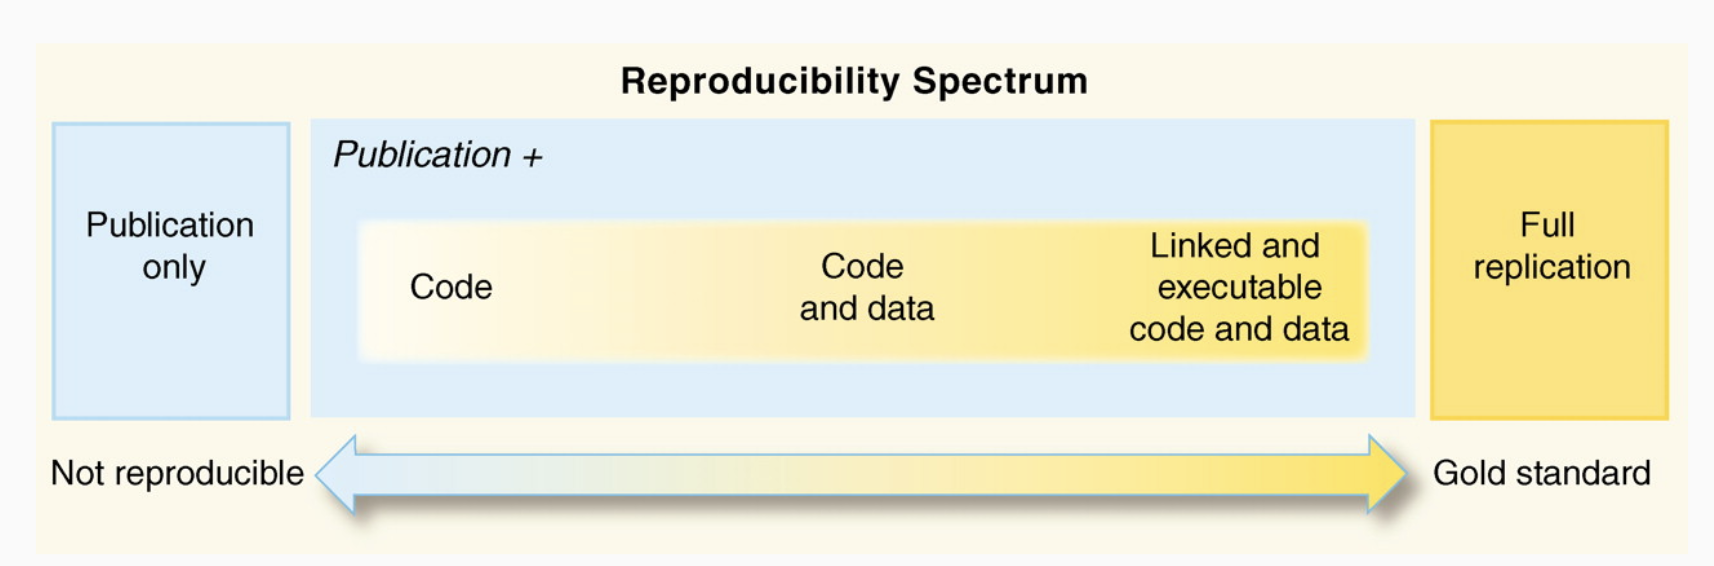 Reproducibility Spectrum
Publication
only
Publication +
Code
Code
and data
Linked and
executable
code and data
Full
replication
Not reproducible
Gold standard